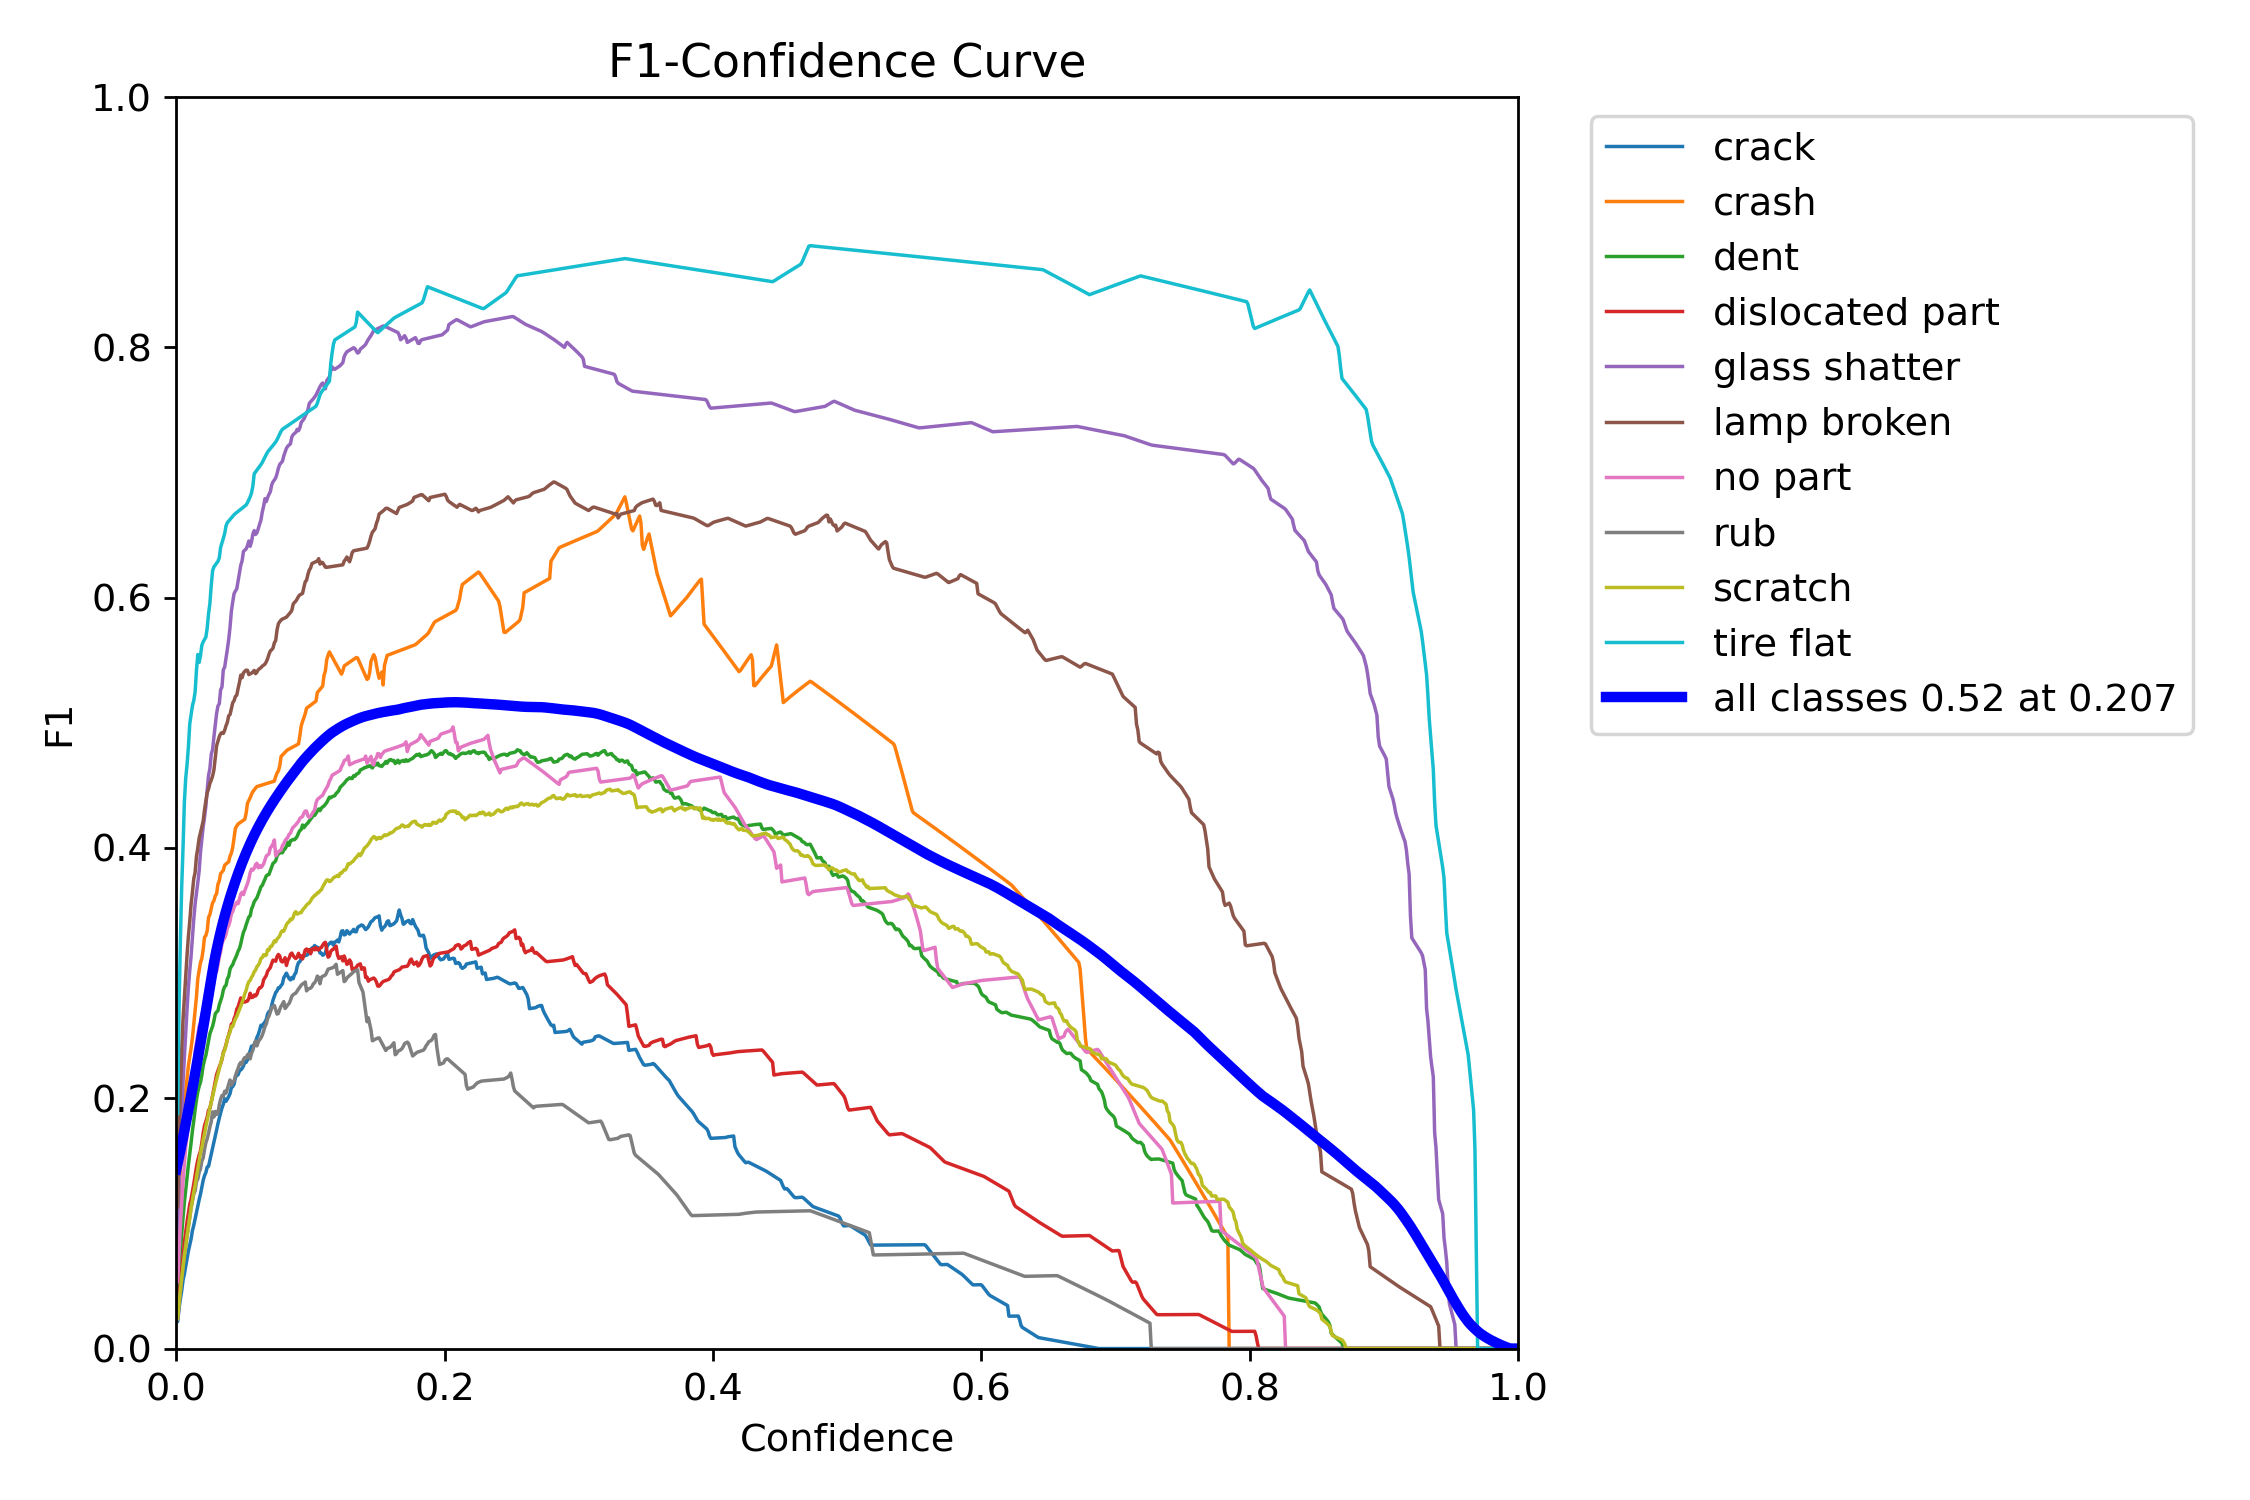 F1-Confidence Curve
1.0
0.8
0.6
0.4
0.2
0.0
F1
0.0 0.2 0.4 0.6 0.8 1.0
Confidence
crack
crash
dent
dislocated part
glass shatter
lamp broken
no part
rub
scratch
tire flat
all classes 0.52 at 0.207